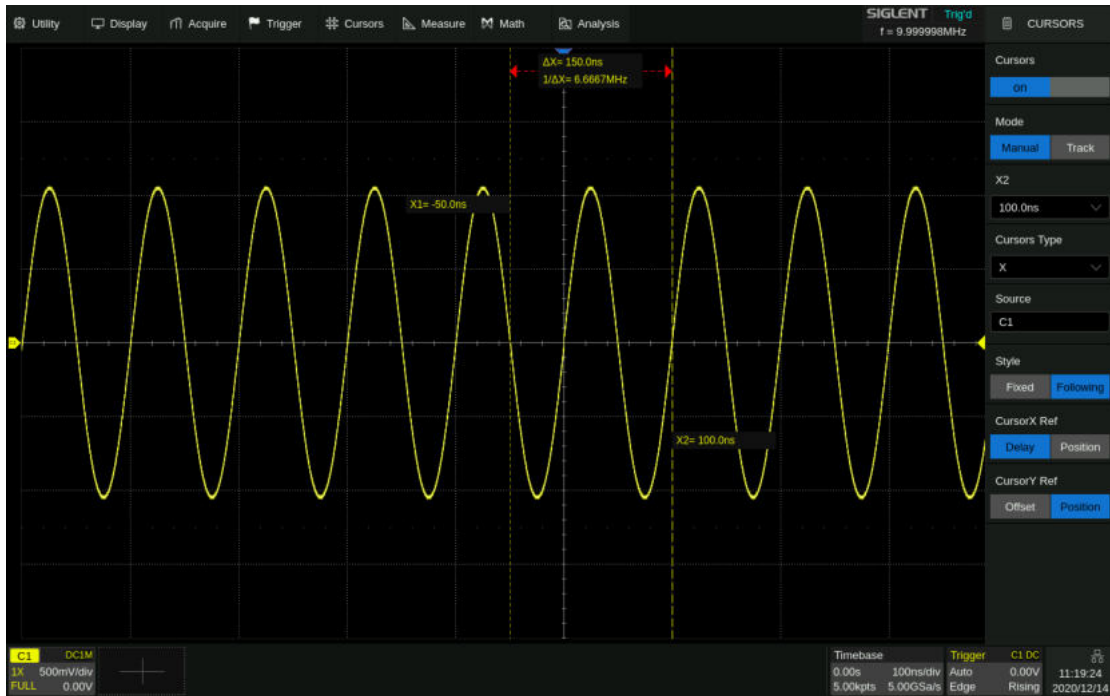 Utility Display Acquire Trigger Cursors Measure Math Analysis
SIGLENT Trig'd
f = 9.999998MHz
CURSORS
ΔX= 150.0ns
1/ΔX= 6.6667MHz
X1= -50.0ns
X2= 100.0ns
Cursors
on
Mode
Manual Track
X2
100.0ns
Cursors Type
X
Source
C1
Style
Fixed Following
CursorX Ref
Delay Position
CursorY Ref
Offset Position
C1 DC1M
1X 500mV/div
FULL 0.00V
Timebase
0.00s 100ns/div
5.00kpts 5.00GSa/s
Trigger C1 DC
Auto 0.00V
Edge Rising
11:19:24
2020/12/14